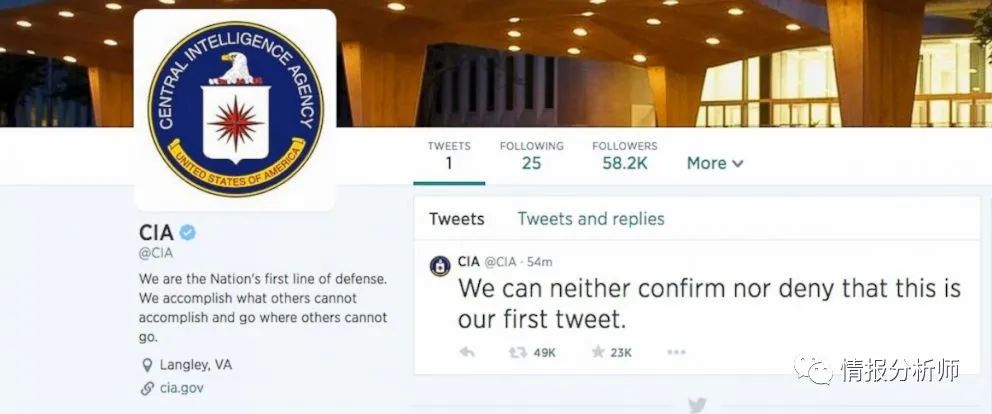 CENTRAL INTELLIGENCE AGENCY
UNITED STATES OF AMERICA
TWEETS
1
FOLLOWING
25
FOLLOWERS
58.2K
More
CIA
@CIA
We are the Nation's first line of defense.
We accomplish what others cannot
accomplish and go where others cannot
go.
Langley, VA
cia.gov
Tweets Tweets and replies
CIA @CIA · 54m
We can neither confirm nor deny that this is
our first tweet.
49K 23K
情报分析师